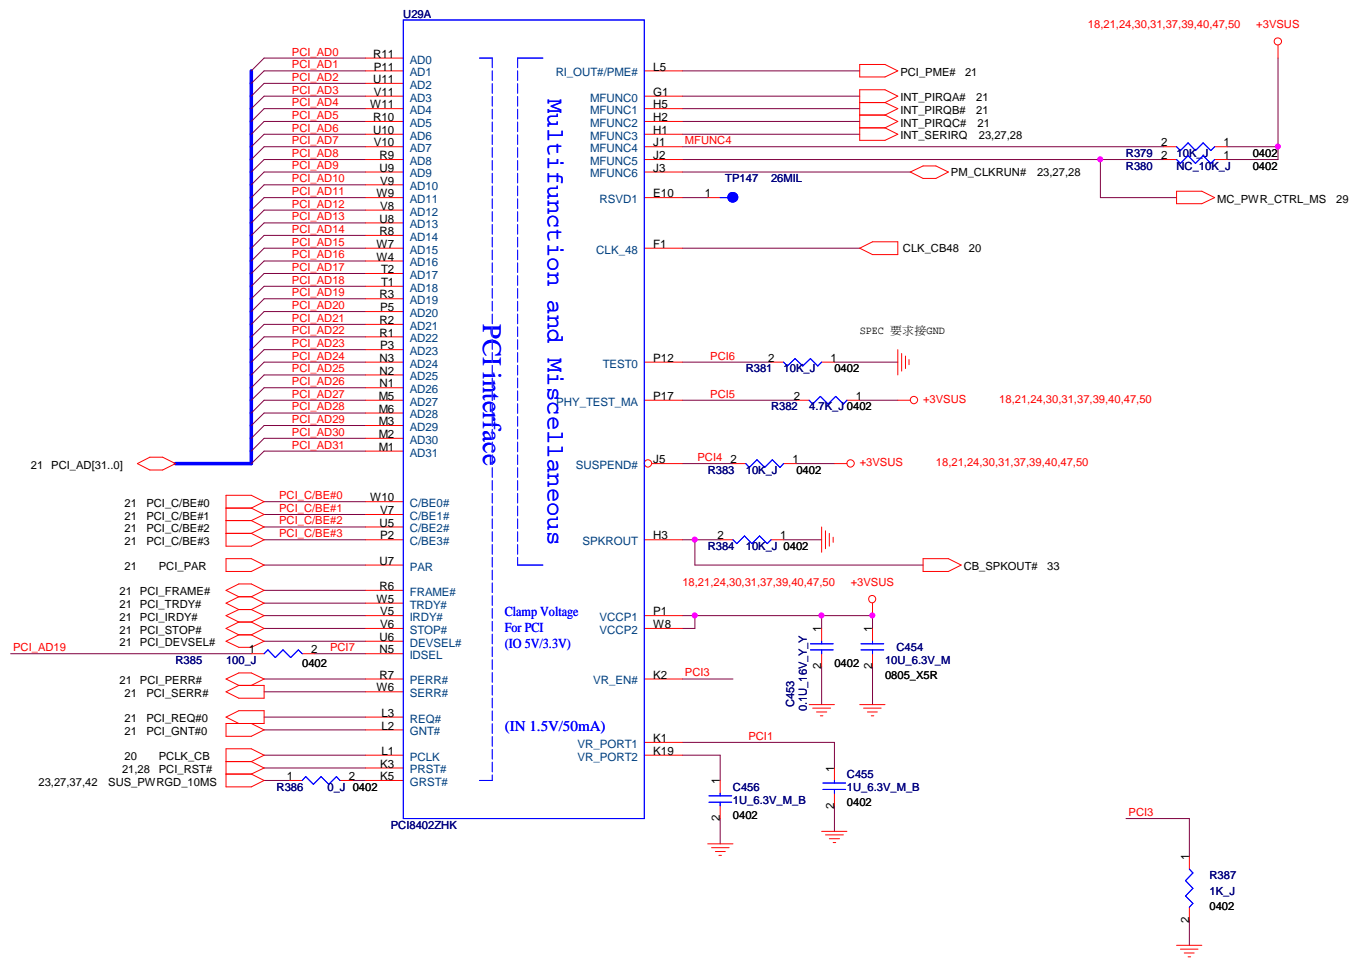 U29A
18,21,24,30,31,37,39,40,47,50 +3VSUS
PCI_AD0 R11 AD0
PCI_AD1 P11 AD1
PCI_AD2 U11 AD2
PCI_AD3 V11 AD3
PCI_AD4 W11 AD4
PCI_AD5 R10 AD5
PCI_AD6 U10 AD6
PCI_AD7 V10 AD7
PCI_AD8 R9 AD8
PCI_AD9 U9 AD9
PCI_AD10 V9 AD10
PCI_AD11 W9 AD11
PCI_AD12 V8 AD12
PCI_AD13 U8 AD13
PCI_AD14 R8 AD14
PCI_AD15 W7 AD15
PCI_AD16 W4 AD16
PCI_AD17 T2 AD17
PCI_AD18 T1 AD18
PCI_AD19 R3 AD19
PCI_AD20 P5 AD20
PCI_AD21 R2 AD21
PCI_AD22 R1 AD22
PCI_AD23 P3 AD23
PCI_AD24 N3 AD24
PCI_AD25 N2 AD25
PCI_AD26 N1 AD26
PCI_AD27 M5 AD27
PCI_AD28 M6 AD28
PCI_AD29 M3 AD29
PCI_AD30 M2 AD30
PCI_AD31 M1 AD31
21 PCI_AD[31..0]
21 PCI_C/BE#0 PCI_C/BE#0 W10 C/BE0#
21 PCI_C/BE#1 PCI_C/BE#1 V7 C/BE1#
21 PCI_C/BE#2 PCI_C/BE#2 U5 C/BE2#
21 PCI_C/BE#3 PCI_C/BE#3 P2 C/BE3#
21 PCI_PAR U7 PAR
21 PCI_FRAME# R6 FRAME#
21 PCI_TRDY# W5 TRDY#
21 PCI_IRDY# V5 IRDY#
21 PCI_STOP# V6 STOP#
21 PCI_DEVSEL# U6 DEVSEL#
PCI_AD19 1 2 PCI7 N5 IDSEL
R385 100_J 0402
21 PCI_PERR# R7 PERR#
21 PCI_SERR# W6 SERR#
21 PCI_REQ#0 L3 REQ#
21 PCI_GNT#0 L2 GNT#
20 PCLK_CB L1 PCLK
21,28 PCI_RST# K3 PRST#
23,27,37,42 SUS_PWRGD_10MS 1 2 K5 GRST#
R386 0_J 0402
PCI8402ZHK
PCI interface
Multifunction and Miscellaneous
Clamp Voltage
For PCI
(IO 5V/3.3V)
(IN 1.5V/50mA)
RI_OUT#/PME# L5 PCI_PME# 21
MFUNC0 G1 INT_PIRQA# 21
MFUNC1 H5 INT_PIRQB# 21
MFUNC2 H2 INT_PIRQC# 21
MFUNC3 H1 INT_SERIRQ 23,27,28
MFUNC4 J1 MFUNC4 2 1
R379 10K_J 0402
MFUNC5 J2 2 1
R380 NC_10K_J 0402
MFUNC6 J3 PM_CLKRUN# 23,27,28
TP147 26MIL
RSVD1 E10 1
MC_PWR_CTRL_MS 29
CLK_48 F1 CLK_CB48 20
SPEC 要求接GND
TEST0 P12 PCI6 2 1
R381 10K_J 0402
PHY_TEST_MA P17 PCI5 2 1 +3VSUS 18,21,24,30,31,37,39,40,47,50
R382 4.7K_J 0402
SUSPEND# J5 PCI4 2 1 +3VSUS 18,21,24,30,31,37,39,40,47,50
R383 10K_J 0402
SPKROUT H3 2 1
R384 10K_J 0402
CB_SPKOUT# 33
18,21,24,30,31,37,39,40,47,50 +3VSUS
VCCP1 P1
VCCP2 W8
1 2 C453 0.1U_16V_Y_Y 0402
1 2 C454
10U_6.3V_M
0805_X5R
VR_EN# K2 PCI3
VR_PORT1 K1 PCI1
VR_PORT2 K19
1 2 C455
1U_6.3V_M_B
0402
1 2 C456
1U_6.3V_M_B
0402
PCI3
1 2 R387
1K_J
0402